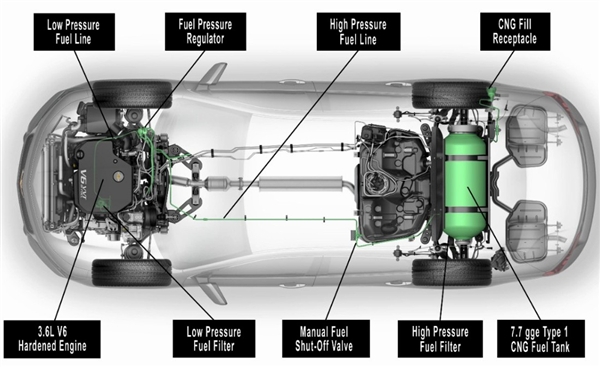 Low Pressure
Fuel Line
Fuel Pressure
Regulator
High Pressure
Fuel Line
CNG Fill
Receptacle
3.6L V6
Hardened Engine
Low Pressure
Fuel Filter
Manual Fuel
Shut-Off Valve
High Pressure
Fuel Filter
7.7 gge Type 1
CNG Fuel Tank